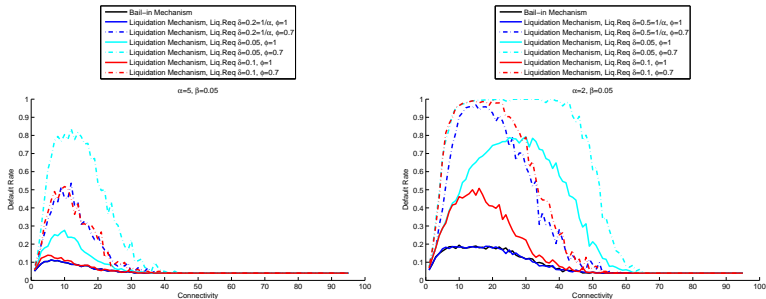 Bail-in Mechanism
Liquidation Mechanism, Liq.Req δ=0.2=1/α, ϕ=1
Liquidation Mechanism, Liq.Req δ=0.2=1/α, ϕ=0.7
Liquidation Mechanism, Liq.Req δ=0.05, ϕ=1
Liquidation Mechanism, Liq.Req δ=0.05, ϕ=0.7
Liquidation Mechanism, Liq.Req δ=0.1, ϕ=1
Liquidation Mechanism, Liq.Req δ=0.1, ϕ=0.7
α=5, β=0.05
Default Rate
1
0.9
0.8
0.7
0.6
0.5
0.4
0.3
0.2
0.1
0
0 10 20 30 40 50 60 70 80 90 100
Connectivity
Bail-in Mechanism
Liquidation Mechanism, Liq.Req δ=0.5=1/α, ϕ=1
Liquidation Mechanism, Liq.Req δ=0.5=1/α, ϕ=0.7
Liquidation Mechanism, Liq.Req δ=0.05, ϕ=1
Liquidation Mechanism, Liq.Req δ=0.05, ϕ=0.7
Liquidation Mechanism, Liq.Req δ=0.1, ϕ=1
Liquidation Mechanism, Liq.Req δ=0.1, ϕ=0.7
α=2, β=0.05
Default Rate
1
0.9
0.8
0.7
0.6
0.5
0.4
0.3
0.2
0.1
0
0 10 20 30 40 50 60 70 80 90 100
Connectivity